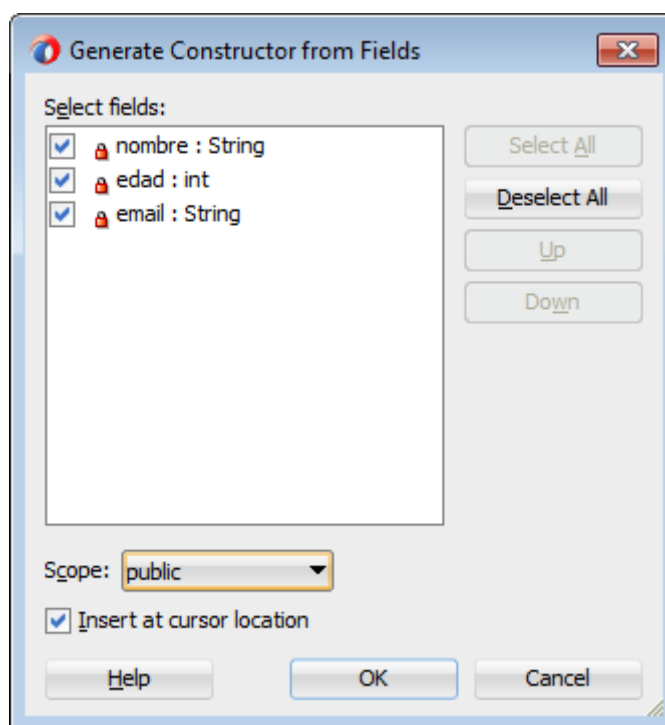 Generate Constructor from Fields
Select fields:
nombre : String
edad : int
email : String
Select All
Deselect All
Up
Down
Scope: public
Insert at cursor location
Help OK Cancel